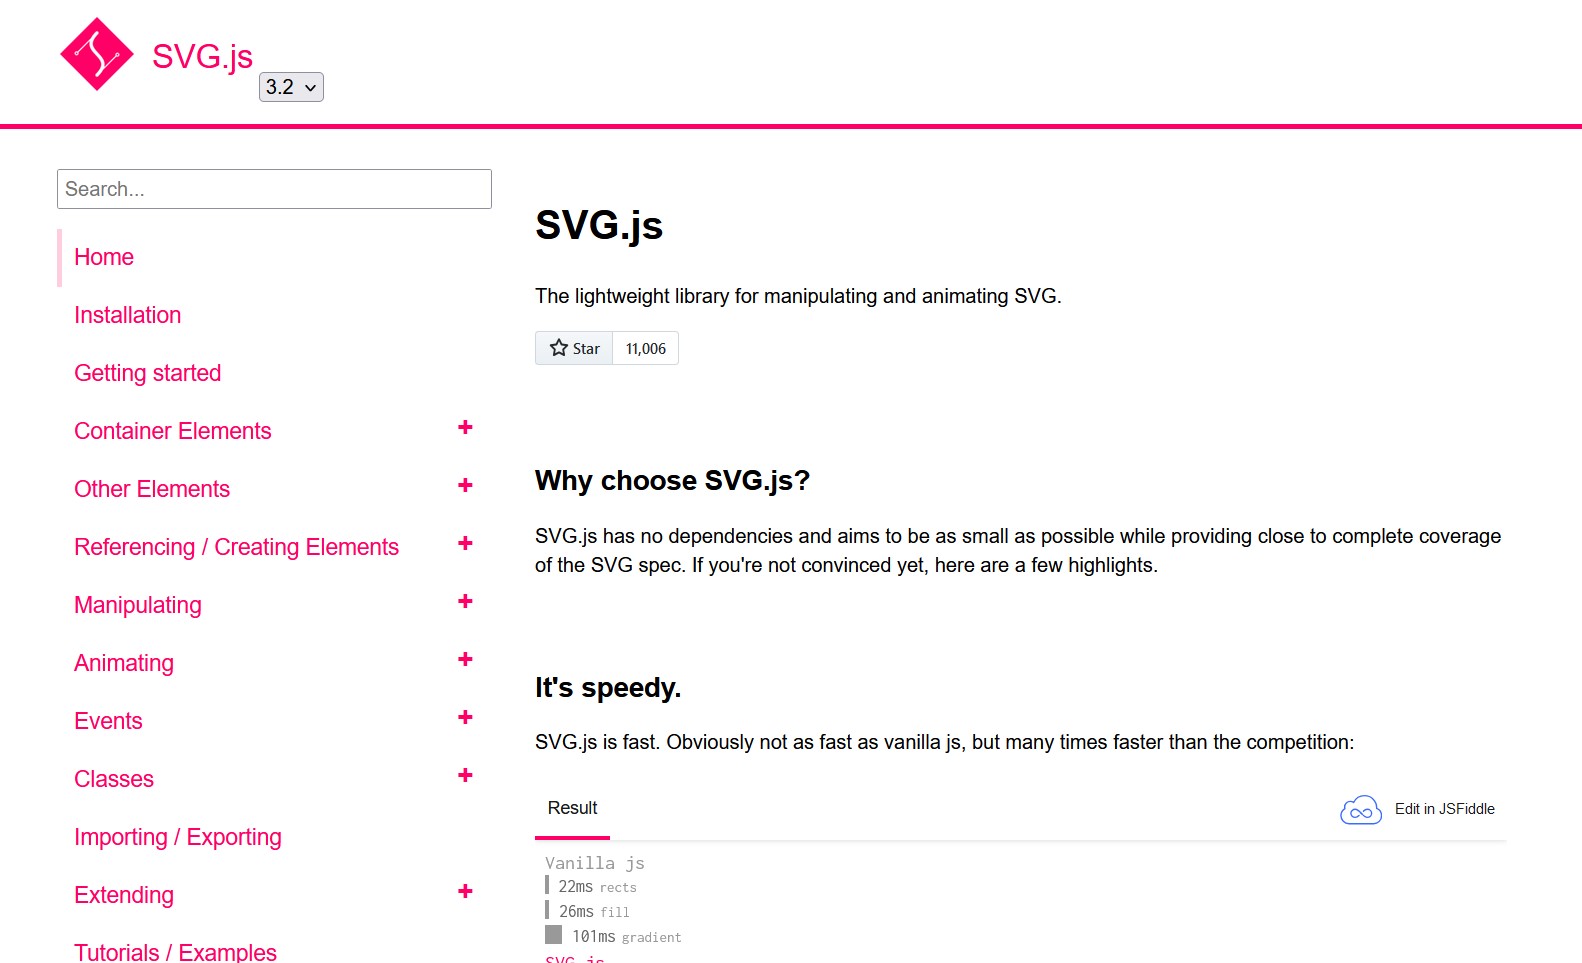 SVG.js
3.2
Search...
Home
Installation
Getting started
Container Elements
Other Elements
Referencing / Creating Elements
Manipulating
Animating
Events
Classes
Importing / Exporting
Extending
Tutorials / Examples
SVG.js
The lightweight library for manipulating and animating SVG.
Star 11,006
Why choose SVG.js?
SVG.js has no dependencies and aims to be as small as possible while providing close to complete coverage
of the SVG spec. If you're not convinced yet, here are a few highlights.
It's speedy.
SVG.js is fast. Obviously not as fast as vanilla js, but many times faster than the competition:
Result Edit in JSFiddle
Vanilla js
22ms rects
26ms fill
101ms gradient
SVG.js